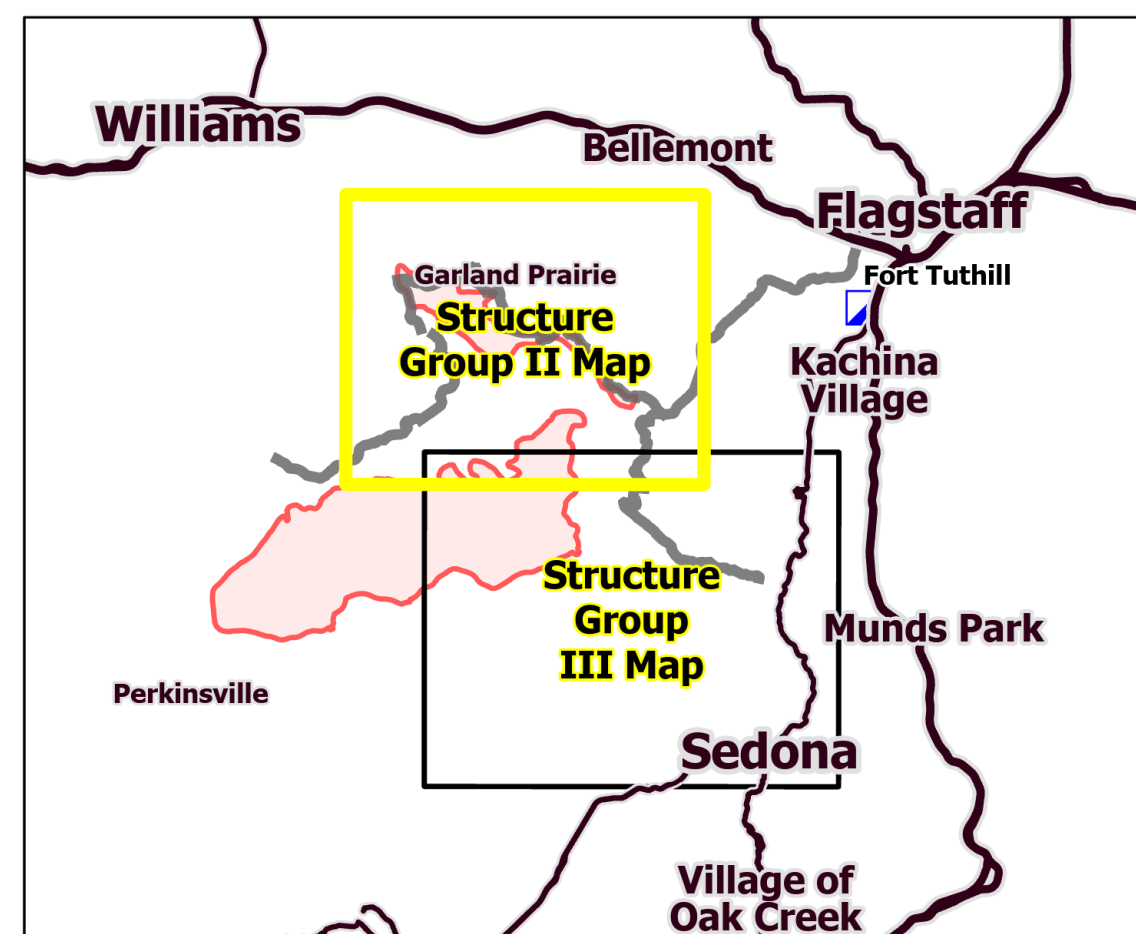 Williams
Bellemont
Flagstaff
Garland Prairie
Fort Tuthill
Structure
Group II Map
Kachina
Village
Structure
Group
III Map
Munds Park
Perkinsville
Sedona
Village of
Oak Creek